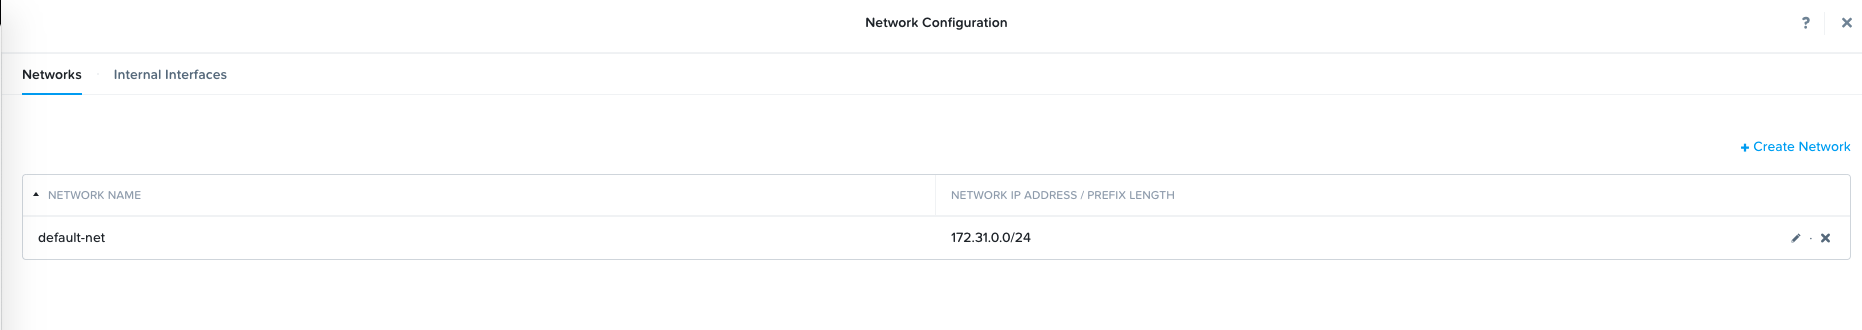 Network Configuration
?
Networks · Internal Interfaces
+ Create Network
NETWORK NAME NETWORK IP ADDRESS / PREFIX LENGTH
default-net 172.31.0.0/24